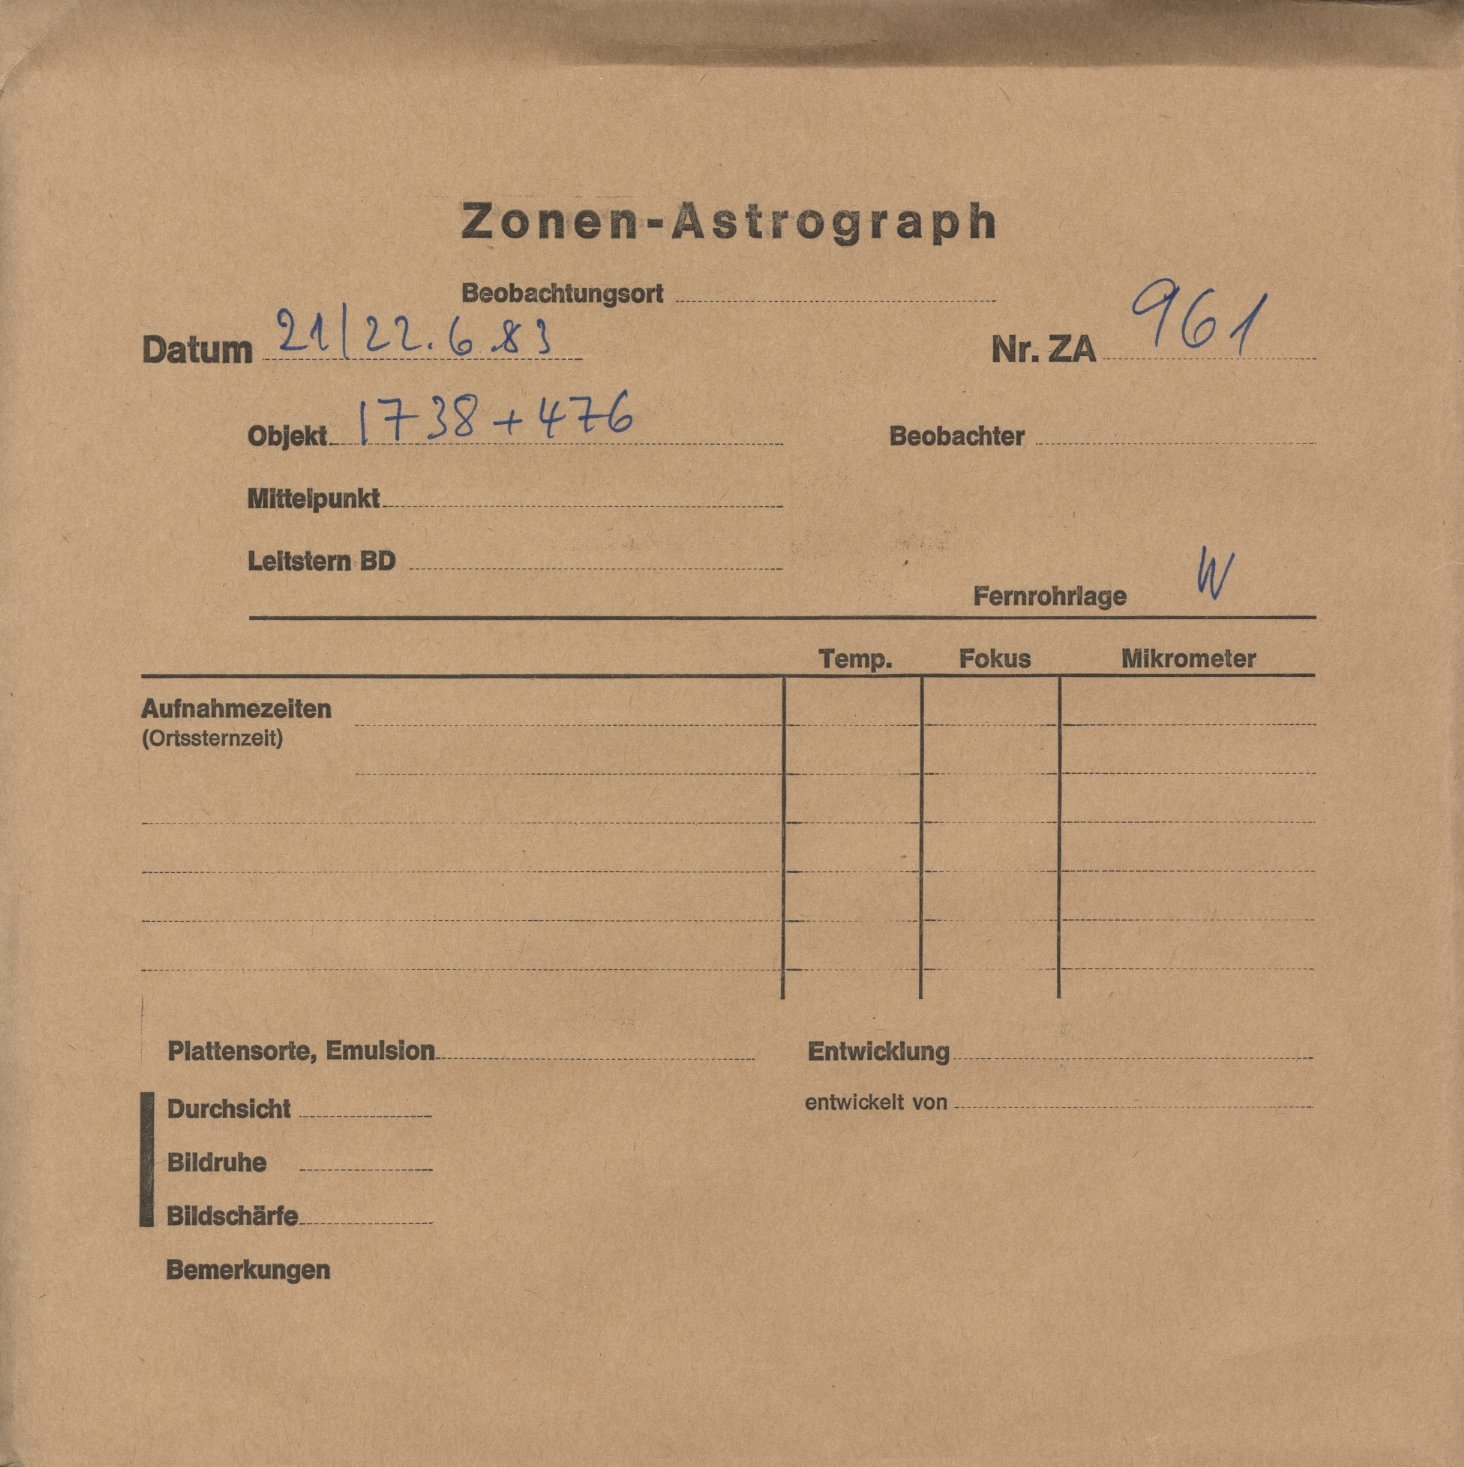 Zonen-Astrograph
Beobachtungsort
Datum 21/22.6.83
Nr. ZA 961
Objekt 1738+476
Beobachter
Mittelpunkt
Leitstern BD
Fernrohrlage W
Temp. Fokus Mikrometer
Aufnahmezeiten
(Ortssternzeit)
Plattensorte, Emulsion
Entwicklung
Durchsicht
entwickelt von
Bildruhe
Bildschärfe
Bemerkungen